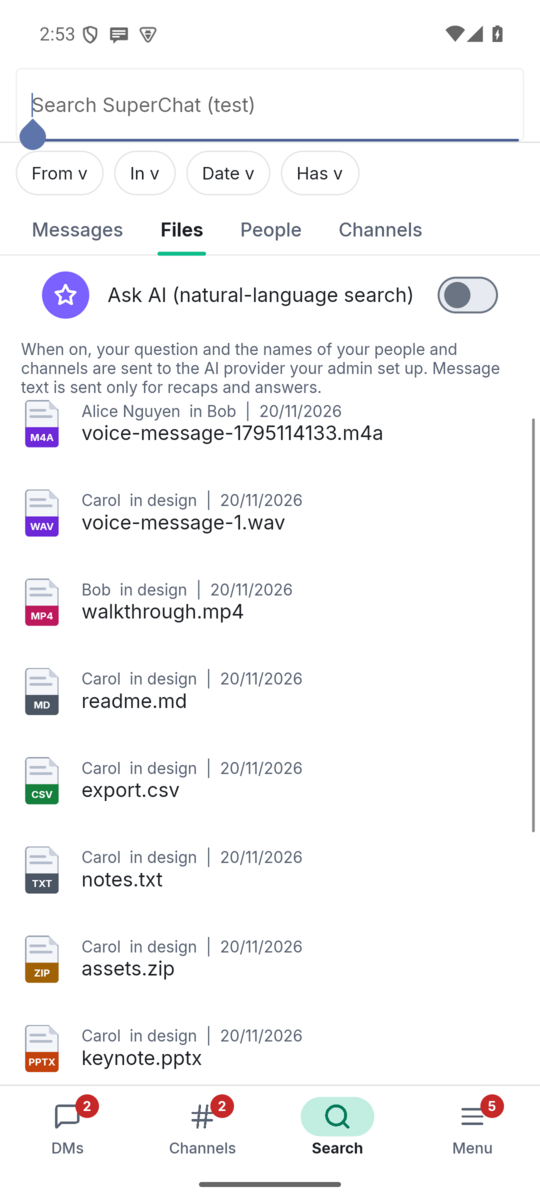 2:53
Search SuperChat (test)
From v
In v
Date v
Has v
Messages
Files
People
Channels
Ask AI (natural-language search)
When on, your question and the names of your people and
channels are sent to the AI provider your admin set up. Message
text is sent only for recaps and answers.
Alice Nguyen in Bob | 20/11/2026
M4A
voice-message-1795114133.m4a
Carol in design | 20/11/2026
WAV
voice-message-1.wav
Bob in design | 20/11/2026
MP4
walkthrough.mp4
Carol in design | 20/11/2026
MD
readme.md
Carol in design | 20/11/2026
CSV
export.csv
Carol in design | 20/11/2026
TXT
notes.txt
Carol in design | 20/11/2026
ZIP
assets.zip
Carol in design | 20/11/2026
PPTX
keynote.pptx
2
2
5
DMs
Channels
Search
Menu